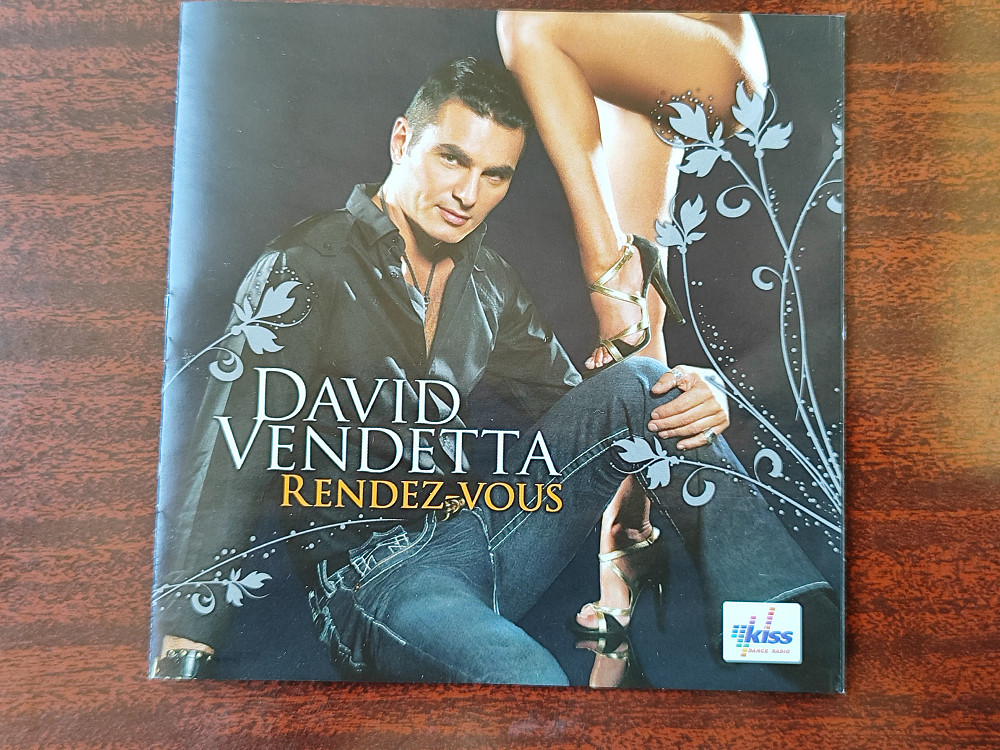 DAVID
VENDETTA
RENDEZ-VOUS
kiss
DANCE RADIO